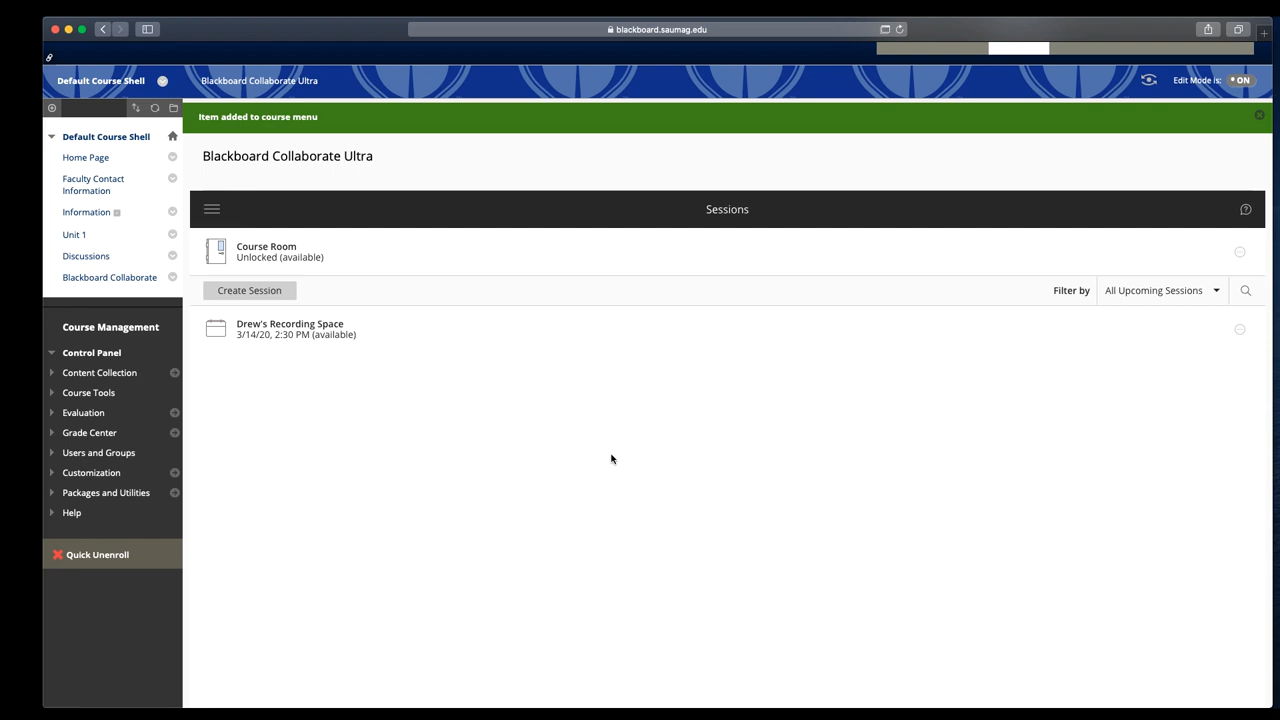 blackboard.saumag.edu
Default Course Shell
Blackboard Collaborate Ultra
Edit Mode is:
ON
Item added to course menu
Default Course Shell
Home Page
Faculty Contact
Information
Information
Unit 1
Discussions
Blackboard Collaborate
Course Management
Control Panel
Content Collection
Course Tools
Evaluation
Grade Center
Users and Groups
Customization
Packages and Utilities
Help
Quick Unenroll
Blackboard Collaborate Ultra
Sessions
Course Room
Unlocked (available)
Create Session
Filter by
All Upcoming Sessions
Drew's Recording Space
3/14/20, 2:30 PM (available)